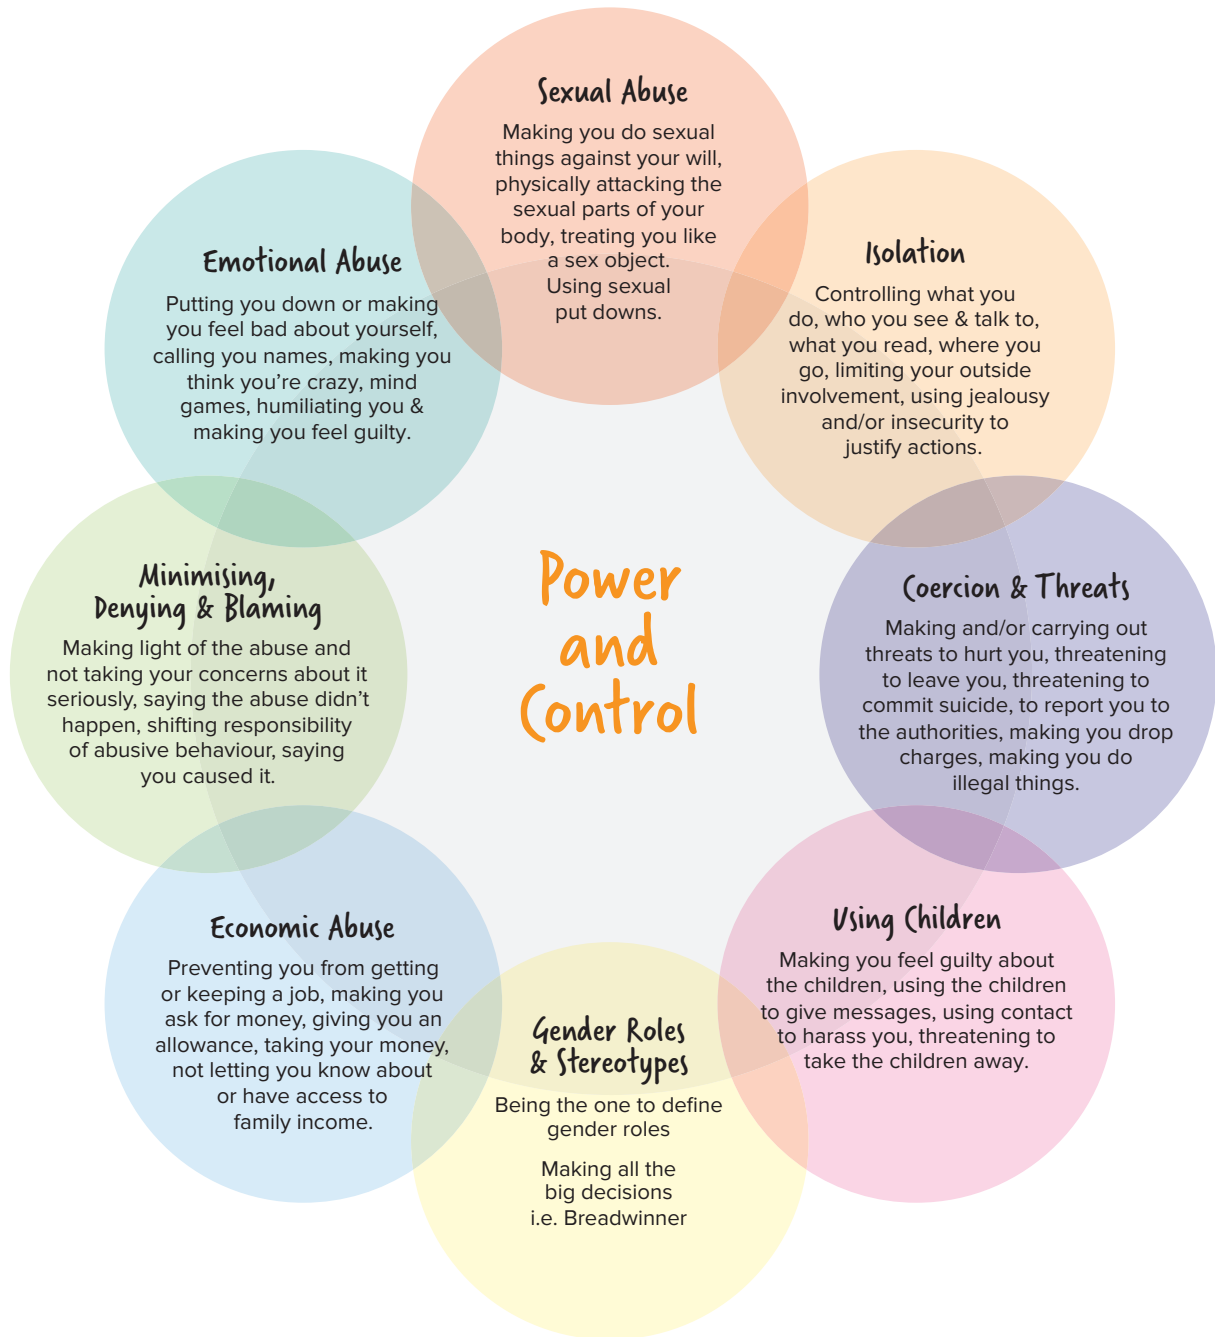 Sexual Abuse
Making you do sexual
things against your will,
physically attacking the
sexual parts of your
body, treating you like
a sex object.
Using sexual
put downs.
Isolation
Controlling what you
do, who you see & talk to,
what you read, where you
go, limiting your outside
involvement, using jealousy
and/or insecurity to
justify actions.
Coercion & Threats
Making and/or carrying out
threats to hurt you, threatening
to leave you, threatening to
commit suicide, to report you to
the authorities, making you drop
charges, making you do
illegal things.
Using Children
Making you feel guilty about
the children, using the children
to give messages, using contact
to harass you, threatening to
take the children away.
Gender Roles
& Stereotypes
Being the one to define
gender roles
Making all the
big decisions
i.e. Breadwinner
Economic Abuse
Preventing you from getting
or keeping a job, making you
ask for money, giving you an
allowance, taking your money,
not letting you know about
or have access to
family income.
Minimising,
Denying & Blaming
Making light of the abuse and
not taking your concerns about it
seriously, saying the abuse didn't
happen, shifting responsibility
of abusive behaviour, saying
you caused it.
Emotional Abuse
Putting you down or making
you feel bad about yourself,
calling you names, making you
think you're crazy, mind
games, humiliating you &
making you feel guilty.
Power
and
Control